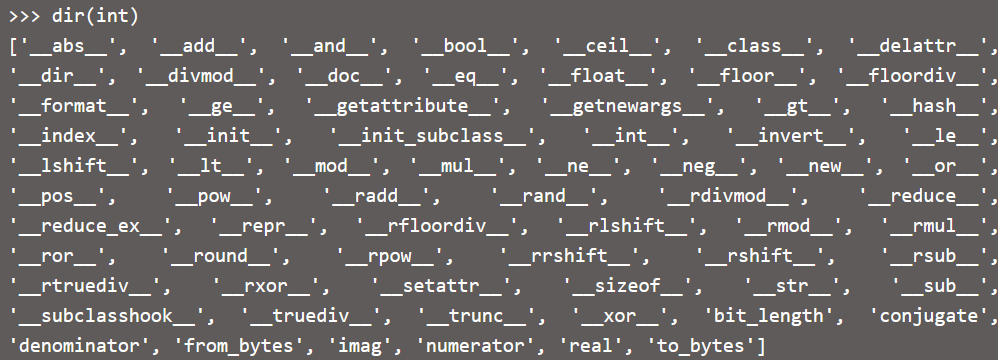 >>> dir(int)
['__abs__', '__add__', '__and__', '__bool__', '__ceil__', '__class__', '__delattr__',
'__dir__', '__divmod__', '__doc__', '__eq__', '__float__', '__floor__', '__floordiv__',
'__format__', '__ge__', '__getattribute__', '__getnewargs__', '__gt__', '__hash__',
'__index__', '__init__', '__init_subclass__', '__int__', '__invert__', '__le__',
'__lshift__', '__lt__', '__mod__', '__mul__', '__ne__', '__neg__', '__new__', '__or__',
'__pos__', '__pow__', '__radd__', '__rand__', '__rdivmod__', '__reduce__',
'__reduce_ex__', '__repr__', '__rfloordiv__', '__rlshift__', '__rmod__', '__rmul__',
'__ror__', '__round__', '__rpow__', '__rrshift__', '__rshift__', '__rsub__',
'__rtruediv__', '__rxor__', '__setattr__', '__sizeof__', '__str__', '__sub__',
'__subclasshook__', '__truediv__', '__trunc__', '__xor__', 'bit_length', 'conjugate',
'denominator', 'from_bytes', 'imag', 'numerator', 'real', 'to_bytes']